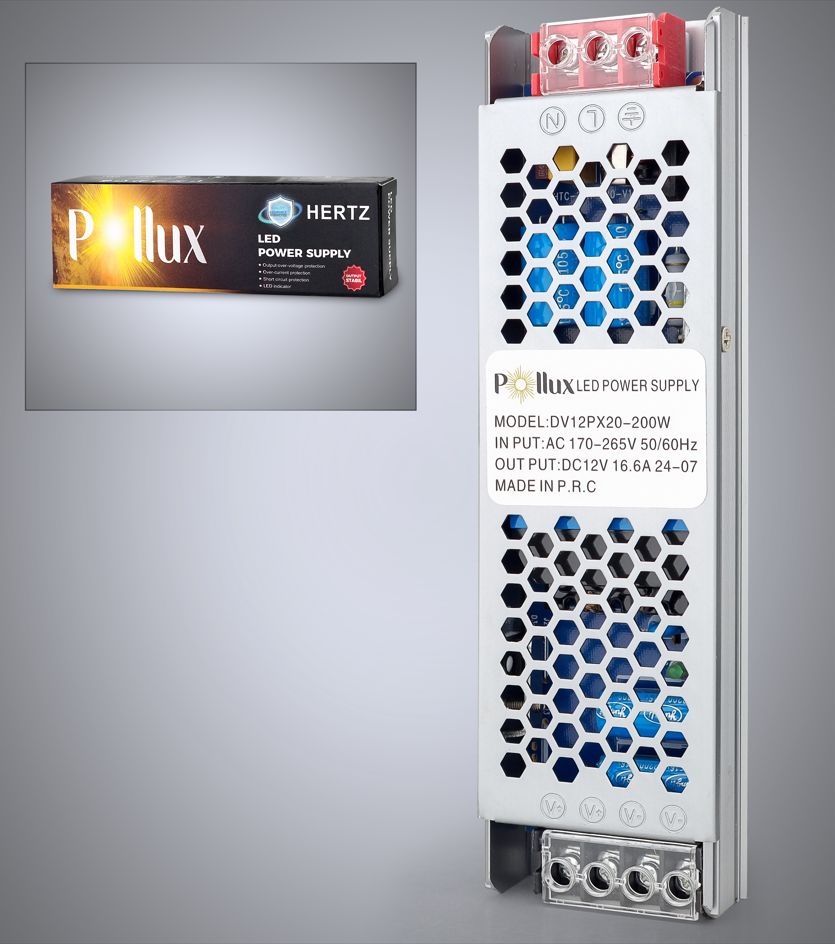 Pollux
HERTZ
LED
POWER SUPPLY
• Output over-voltage protection
• Over-current protection
• Short circuit protection
• LED indicator
OUTPUT
STABIL
N L
Pollux LED POWER SUPPLY
MODEL:DV12PX20-200W
IN PUT:AC 170-265V 50/60Hz
OUT PUT:DC12V 16.6A 24-07
MADE IN P.R.C
V+ V+ V- V-